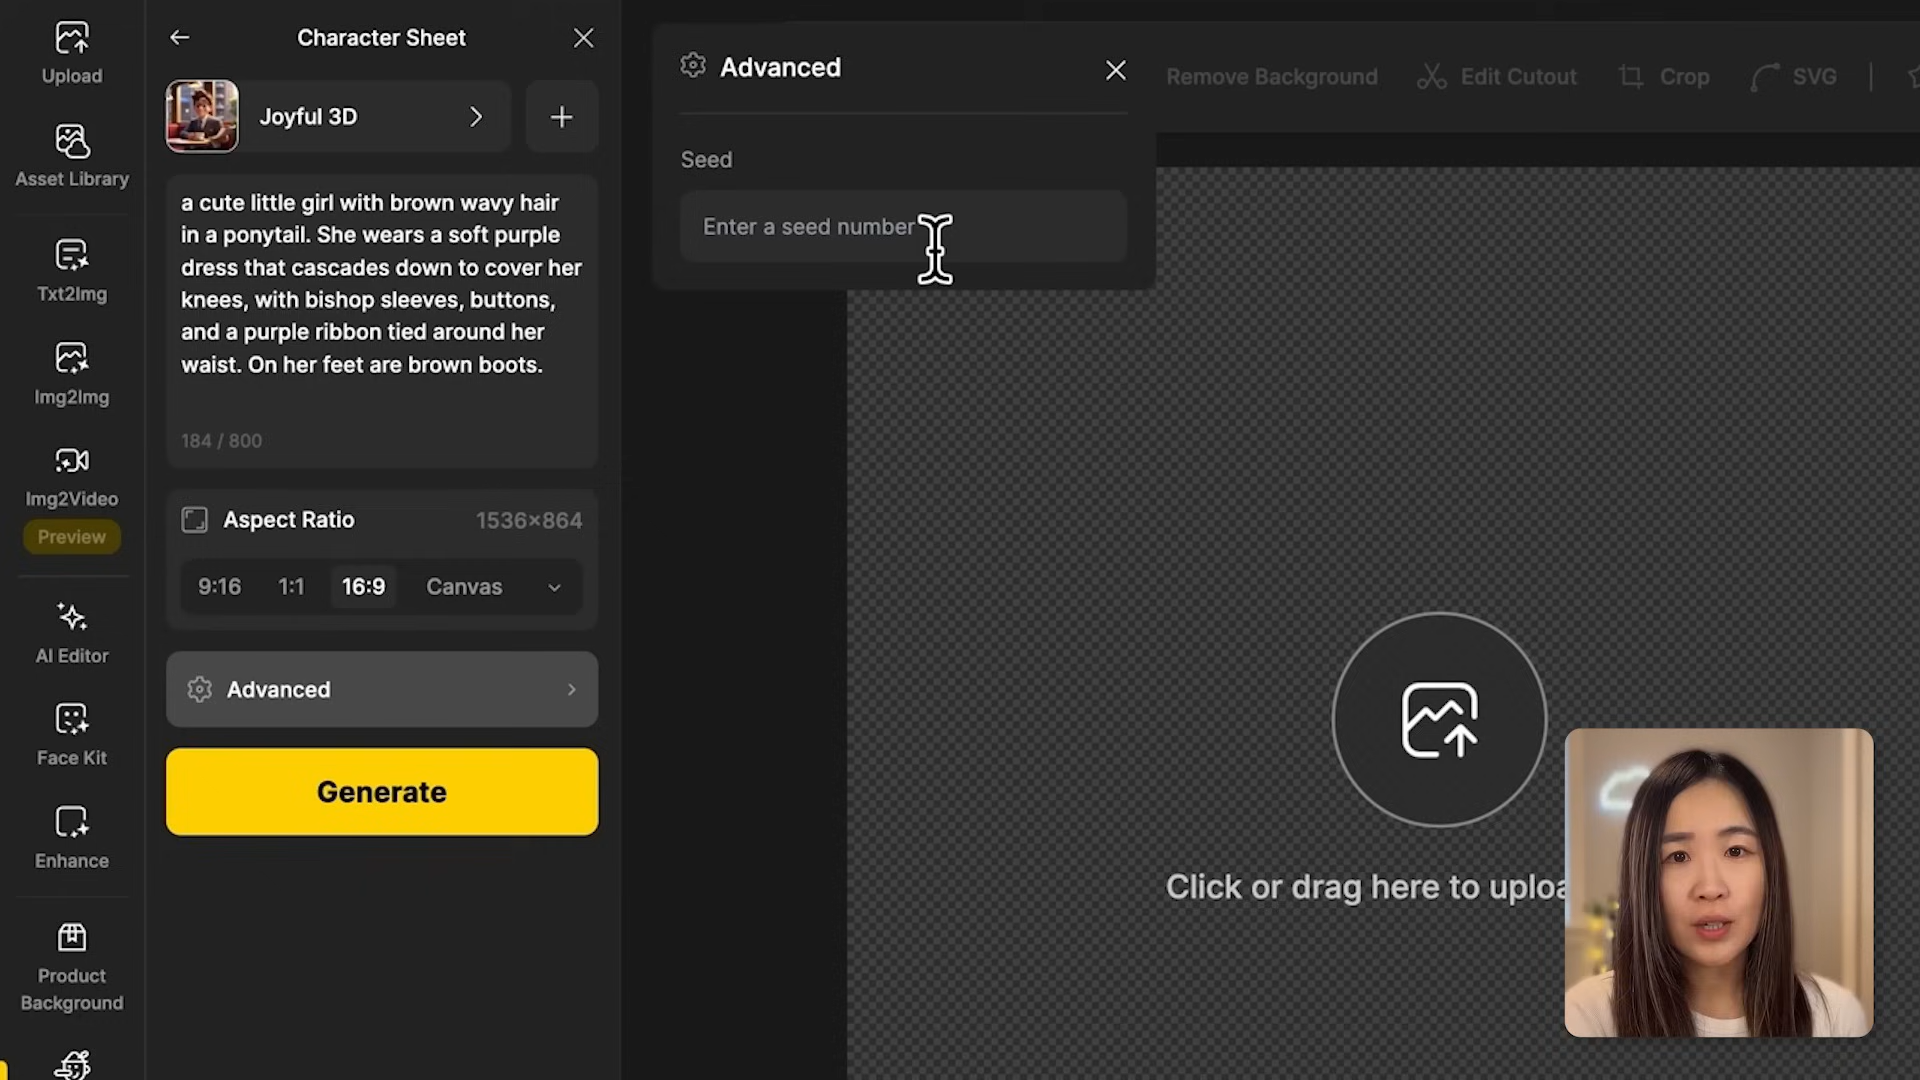 Upload
Asset Library
Txt2Img
Img2Img
Img2Video
Preview
AI Editor
Face Kit
Enhance
Product
Background
Character Sheet
Joyful 3D
a cute little girl with brown wavy hair
in a ponytail. She wears a soft purple
dress that cascades down to cover her
knees, with bishop sleeves, buttons,
and a purple ribbon tied around her
waist. On her feet are brown boots.
184 / 800
Aspect Ratio 1536×864
9:16 1:1 16:9 Canvas
Advanced
Generate
Advanced
Seed
Enter a seed number
Remove Background Edit Cutout Crop SVG
Click or drag here to uploa